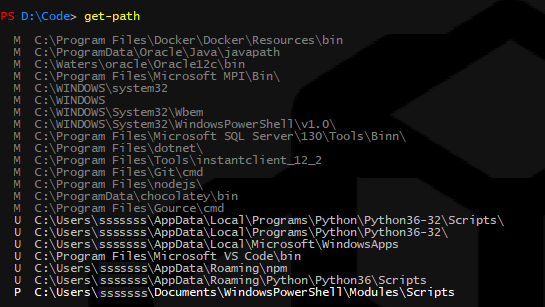 PS D:\Code> get-path
M C:\Program Files\Docker\Docker\Resources\bin
M C:\ProgramData\Oracle\Java\javapath
M C:\Waters\oracle\Oracle12c\bin
M C:\Program Files\Microsoft MPI\Bin\
M C:\WINDOWS\system32
M C:\WINDOWS
M C:\WINDOWS\System32\Wbem
M C:\WINDOWS\System32\WindowsPowerShell\v1.0\
M C:\Program Files\Microsoft SQL Server\130\Tools\Binn\
M C:\Program Files\dotnet\
M C:\Program Files\Tools\instantclient_12_2
M C:\Program Files\Git\cmd
M C:\Program Files\nodejs\
M C:\ProgramData\chocolatey\bin
M C:\Program Files\Gource\cmd
U C:\Users\sssssss\AppData\Local\Programs\Python\Python36-32\Scripts\
U C:\Users\sssssss\AppData\Local\Programs\Python\Python36-32\
U C:\Users\sssssss\AppData\Local\Microsoft\WindowsApps
U C:\Program Files\Microsoft VS Code\bin
U C:\Users\sssssss\AppData\Roaming\npm
U C:\Users\sssssss\AppData\Roaming\Python\Python36\Scripts
P C:\Users\sssssss\Documents\WindowsPowerShell\Modules\Scripts